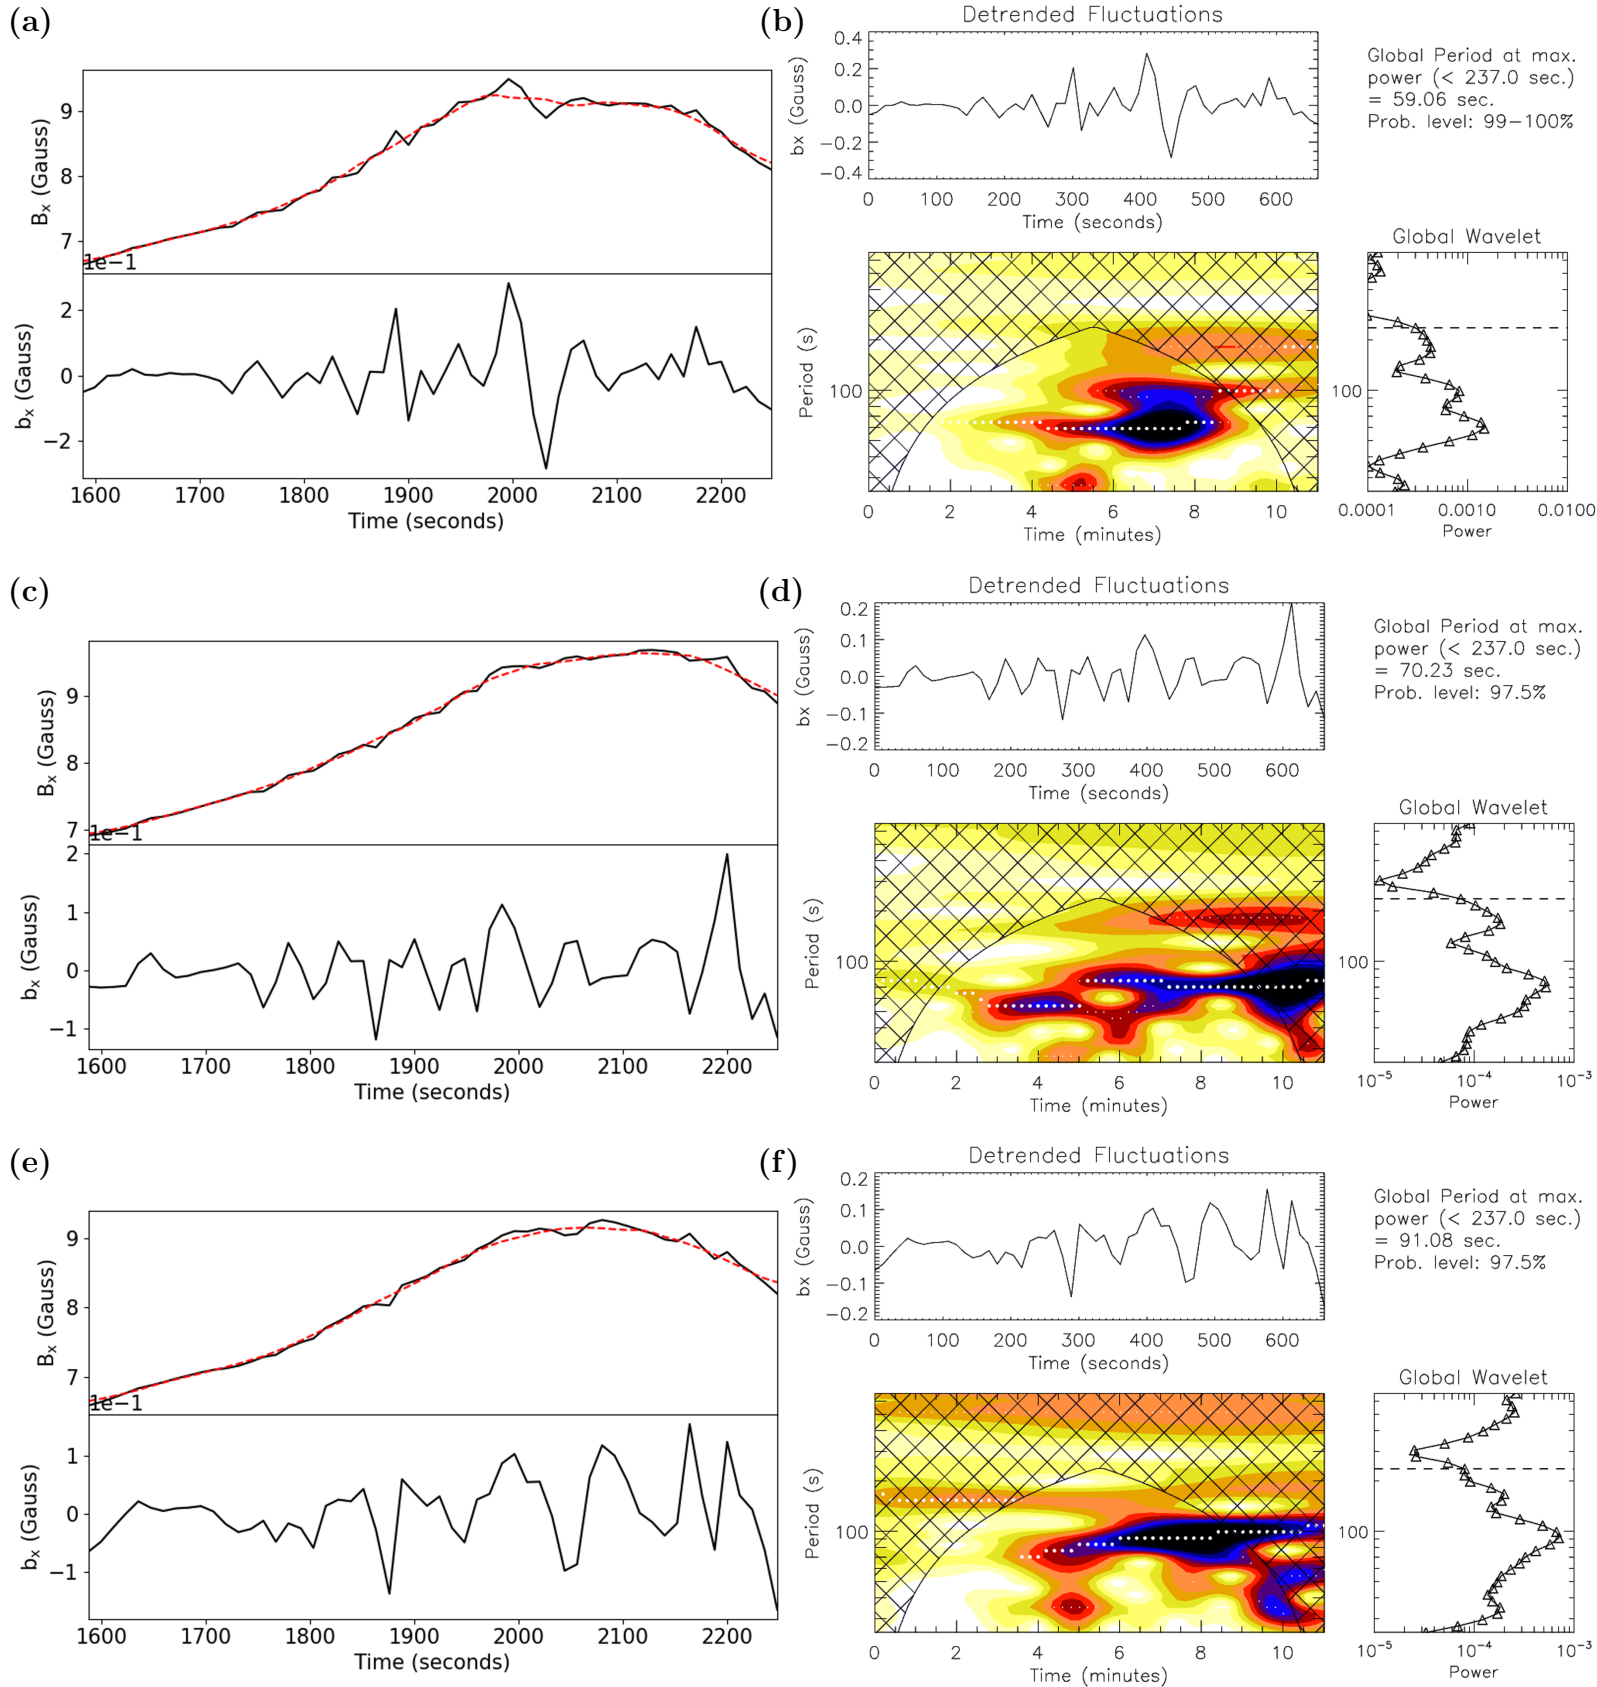 (a)
9
8
7
Bx (Gauss)
1e−1
2
0
−2
bx (Gauss)
1600 1700 1800 1900 2000 2100 2200
Time (seconds)
(b)
Detrended Fluctuations
0.4
0.2
0.0
−0.2
−0.4
bx (Gauss)
0 100 200 300 400 500 600
Time (seconds)
Global Period at max.
power (< 237.0 sec.)
= 59.06 sec.
Prob. level: 99−100%
Period (s)
100
0 2 4 6 8 10
Time (minutes)
Global Wavelet
100
0.0001 0.0010 0.0100
Power
(c)
9
8
7
Bx (Gauss)
1e−1
2
1
0
−1
bx (Gauss)
1600 1700 1800 1900 2000 2100 2200
Time (seconds)
(d)
Detrended Fluctuations
0.2
0.1
0.0
−0.1
−0.2
bx (Gauss)
0 100 200 300 400 500 600
Time (seconds)
Global Period at max.
power (< 237.0 sec.)
= 70.23 sec.
Prob. level: 97.5%
Period (s)
100
0 2 4 6 8 10
Time (minutes)
Global Wavelet
100
10⁻⁵ 10⁻⁴ 10⁻³
Power
(e)
9
8
7
Bx (Gauss)
1e−1
1
0
−1
bx (Gauss)
1600 1700 1800 1900 2000 2100 2200
Time (seconds)
(f)
Detrended Fluctuations
0.2
0.1
0.0
−0.1
−0.2
bx (Gauss)
0 100 200 300 400 500 600
Time (seconds)
Global Period at max.
power (< 237.0 sec.)
= 91.08 sec.
Prob. level: 97.5%
Period (s)
100
0 2 4 6 8 10
Time (minutes)
Global Wavelet
100
10⁻⁵ 10⁻⁴ 10⁻³
Power